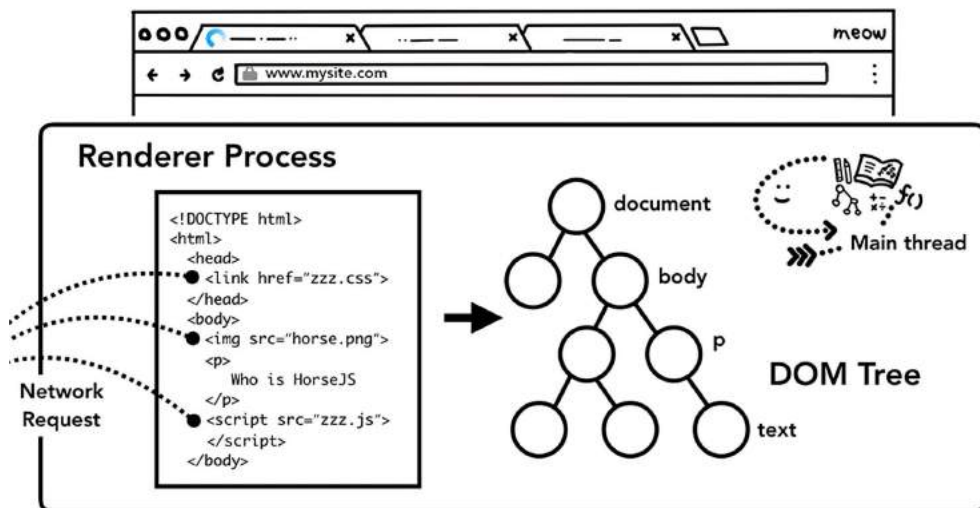 meow
www.mysite.com
Renderer Process
<!DOCTYPE html>
<html>
<head>
<link href="zzz.css">
</head>
<body>
<img src="horse.png">
<p>
Who is HorseJS
</p>
<script src="zzz.js">
</script>
</body>
Network
Request
document
body
p
text
DOM Tree
f()
Main thread